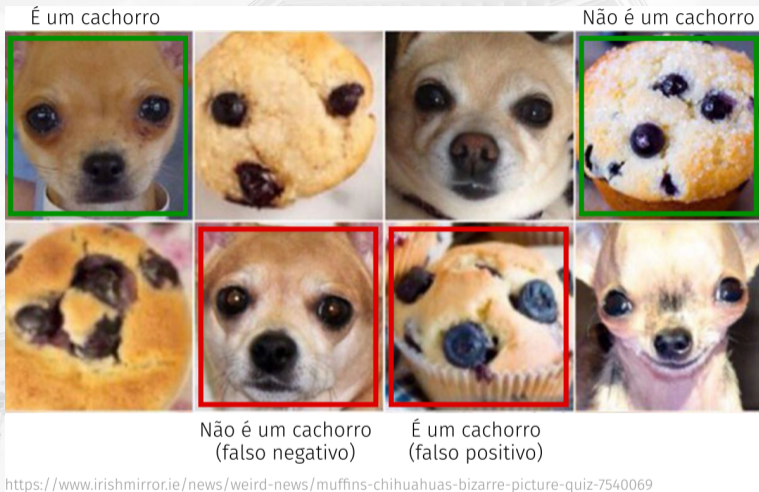 É um cachorro
Não é um cachorro
Não é um cachorro
(falso negativo)
É um cachorro
(falso positivo)
https://www.irishmirror.ie/news/weird-news/muffins-chihuahuas-bizarre-picture-quiz-7540069